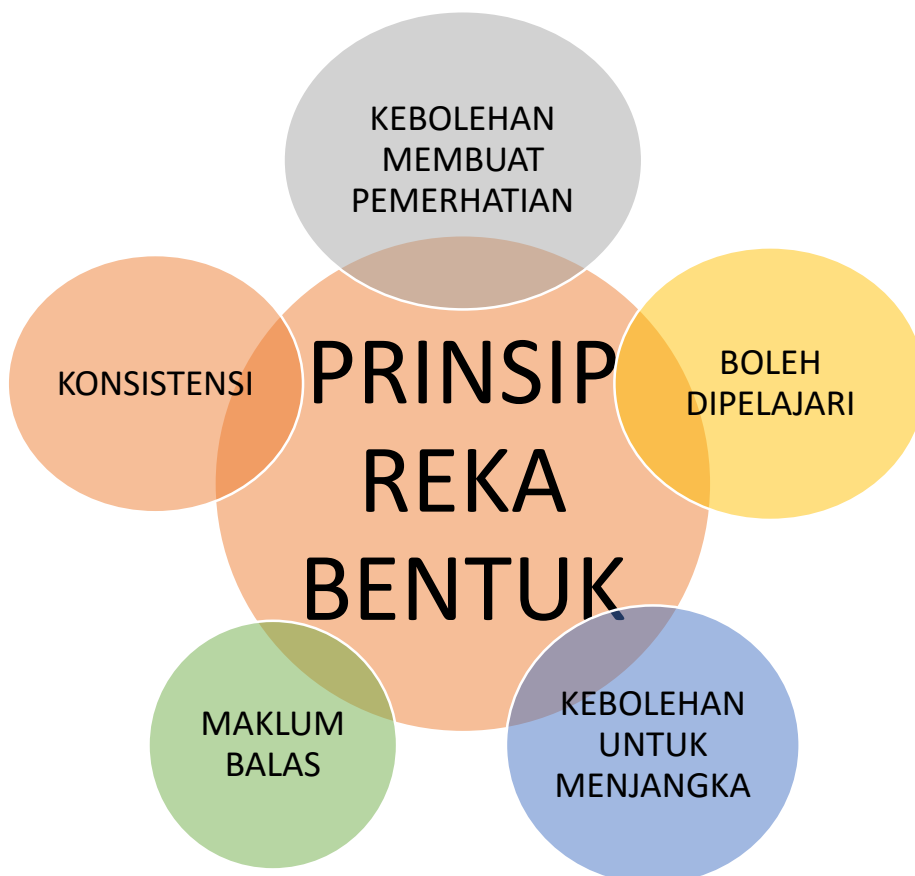 KEBOLEHAN
MEMBUAT
PEMERHATIAN
KONSISTENSI
PRINSIP
REKA
BENTUK
BOLEH
DIPELAJARI
MAKLUM
BALAS
KEBOLEHAN
UNTUK
MENJANGKA